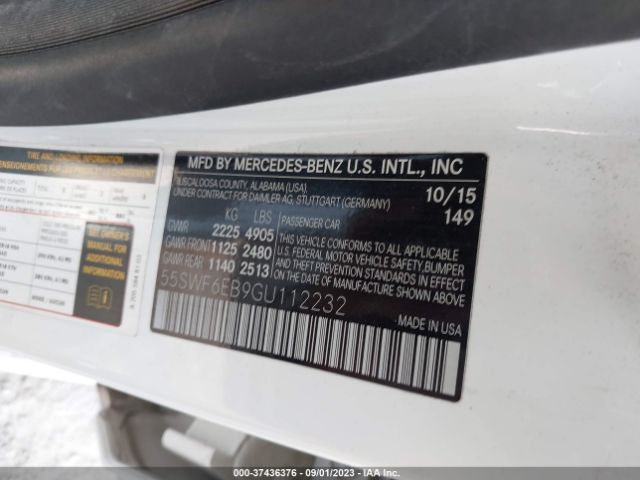 MFD BY MERCEDES-BENZ U.S. INTL., INC
TUSCALOOSA COUNTY, ALABAMA (USA)
UNDER CONTRACT FOR DAIMLER AG, STUTTGART (GERMANY)
10/15
149
KG LBS
GVWR 2225 4905
GAWR FRONT 1125 2480
GAWR REAR 1140 2513
PASSENGER CAR
THIS VEHICLE CONFORMS TO ALL APPLICABLE
U.S. FEDERAL MOTOR VEHICLE SAFETY, BUMPER,
AND THEFT PREVENTION STANDARDS IN EFFECT
ON THE DATE OF MANUFACTURE SHOWN ABOVE.
55SWF6EB9GU112232
MADE IN USA
TIRE AND LOADING INFORMATION
SEE OWNER'S
MANUAL FOR
ADDITIONAL
INFORMATION
000-37436376 - 09/01/2023 - IAA Inc.